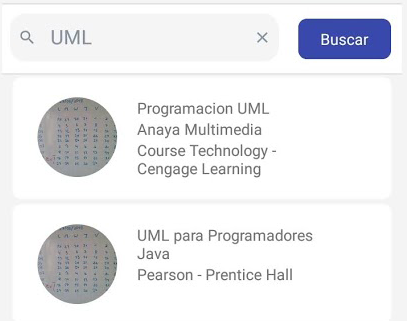 UML
Buscar
Programacion UML
Anaya Multimedia
Course Technology -
Cengage Learning
UML para Programadores
Java
Pearson - Prentice Hall